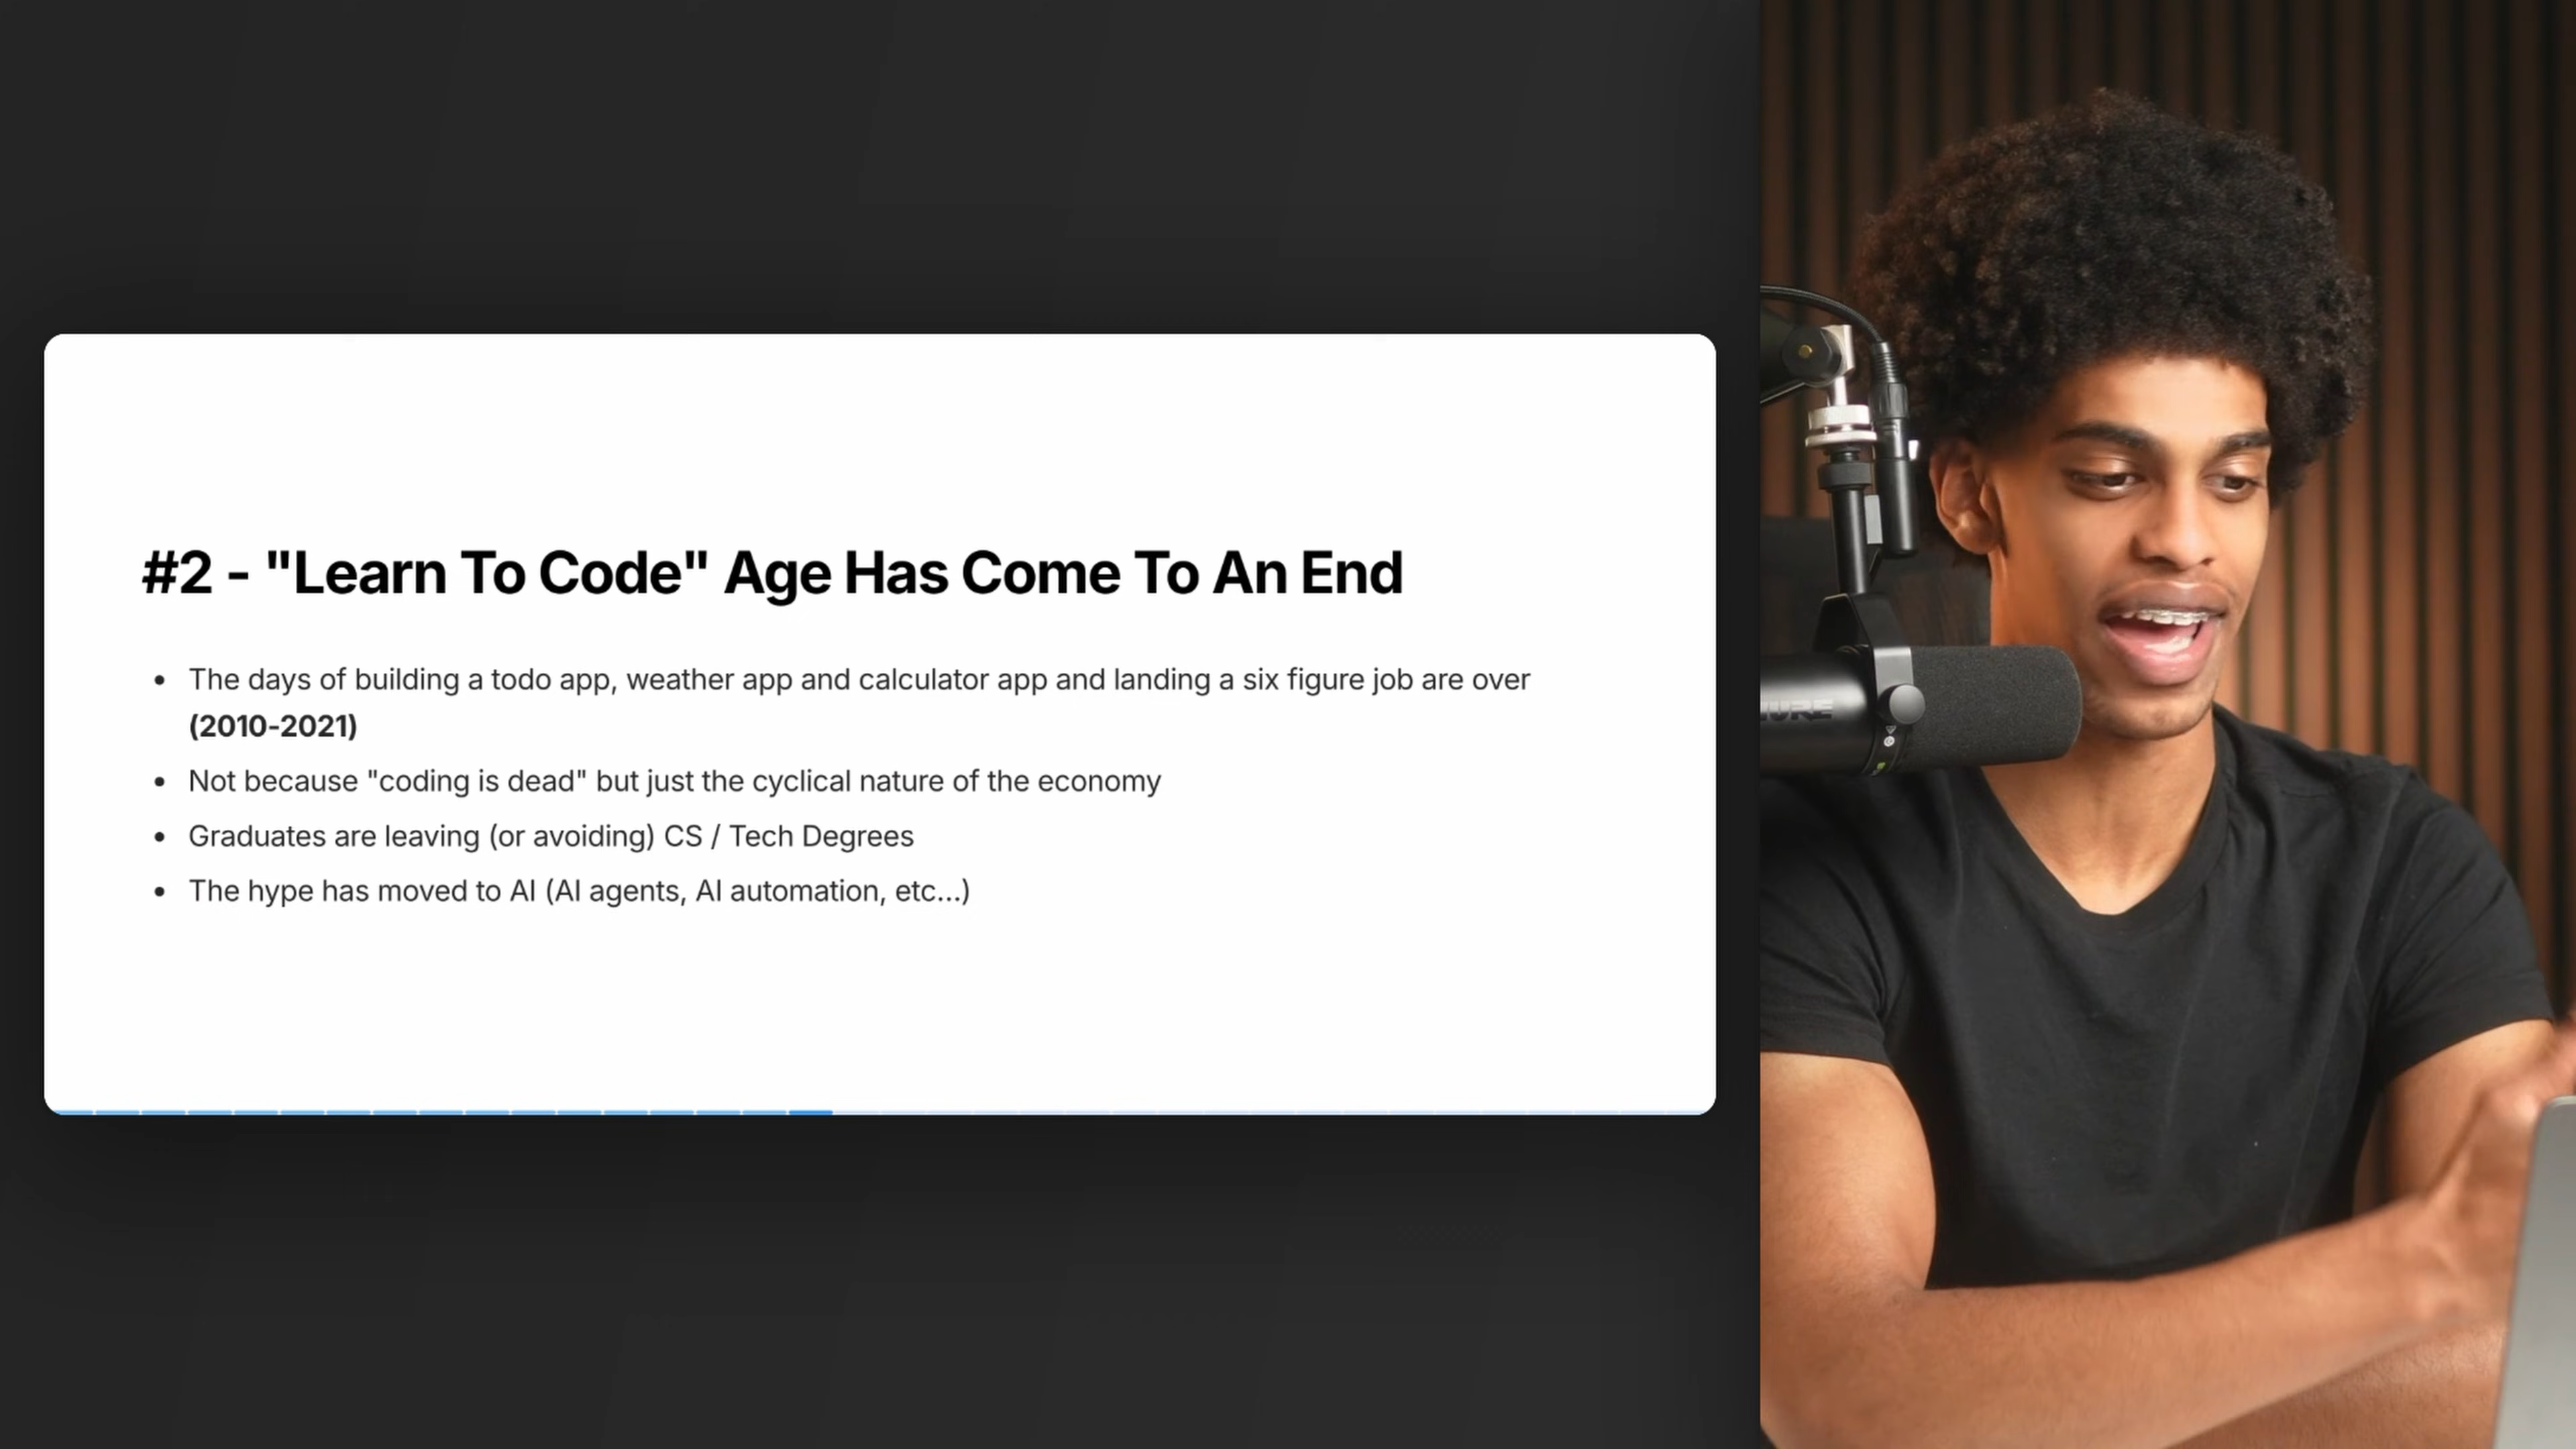 #2 - "Learn To Code" Age Has Come To An End
• The days of building a todo app, weather app and calculator app and landing a six figure job are over
(2010-2021)
• Not because "coding is dead" but just the cyclical nature of the economy
• Graduates are leaving (or avoiding) CS / Tech Degrees
• The hype has moved to AI (AI agents, AI automation, etc...)